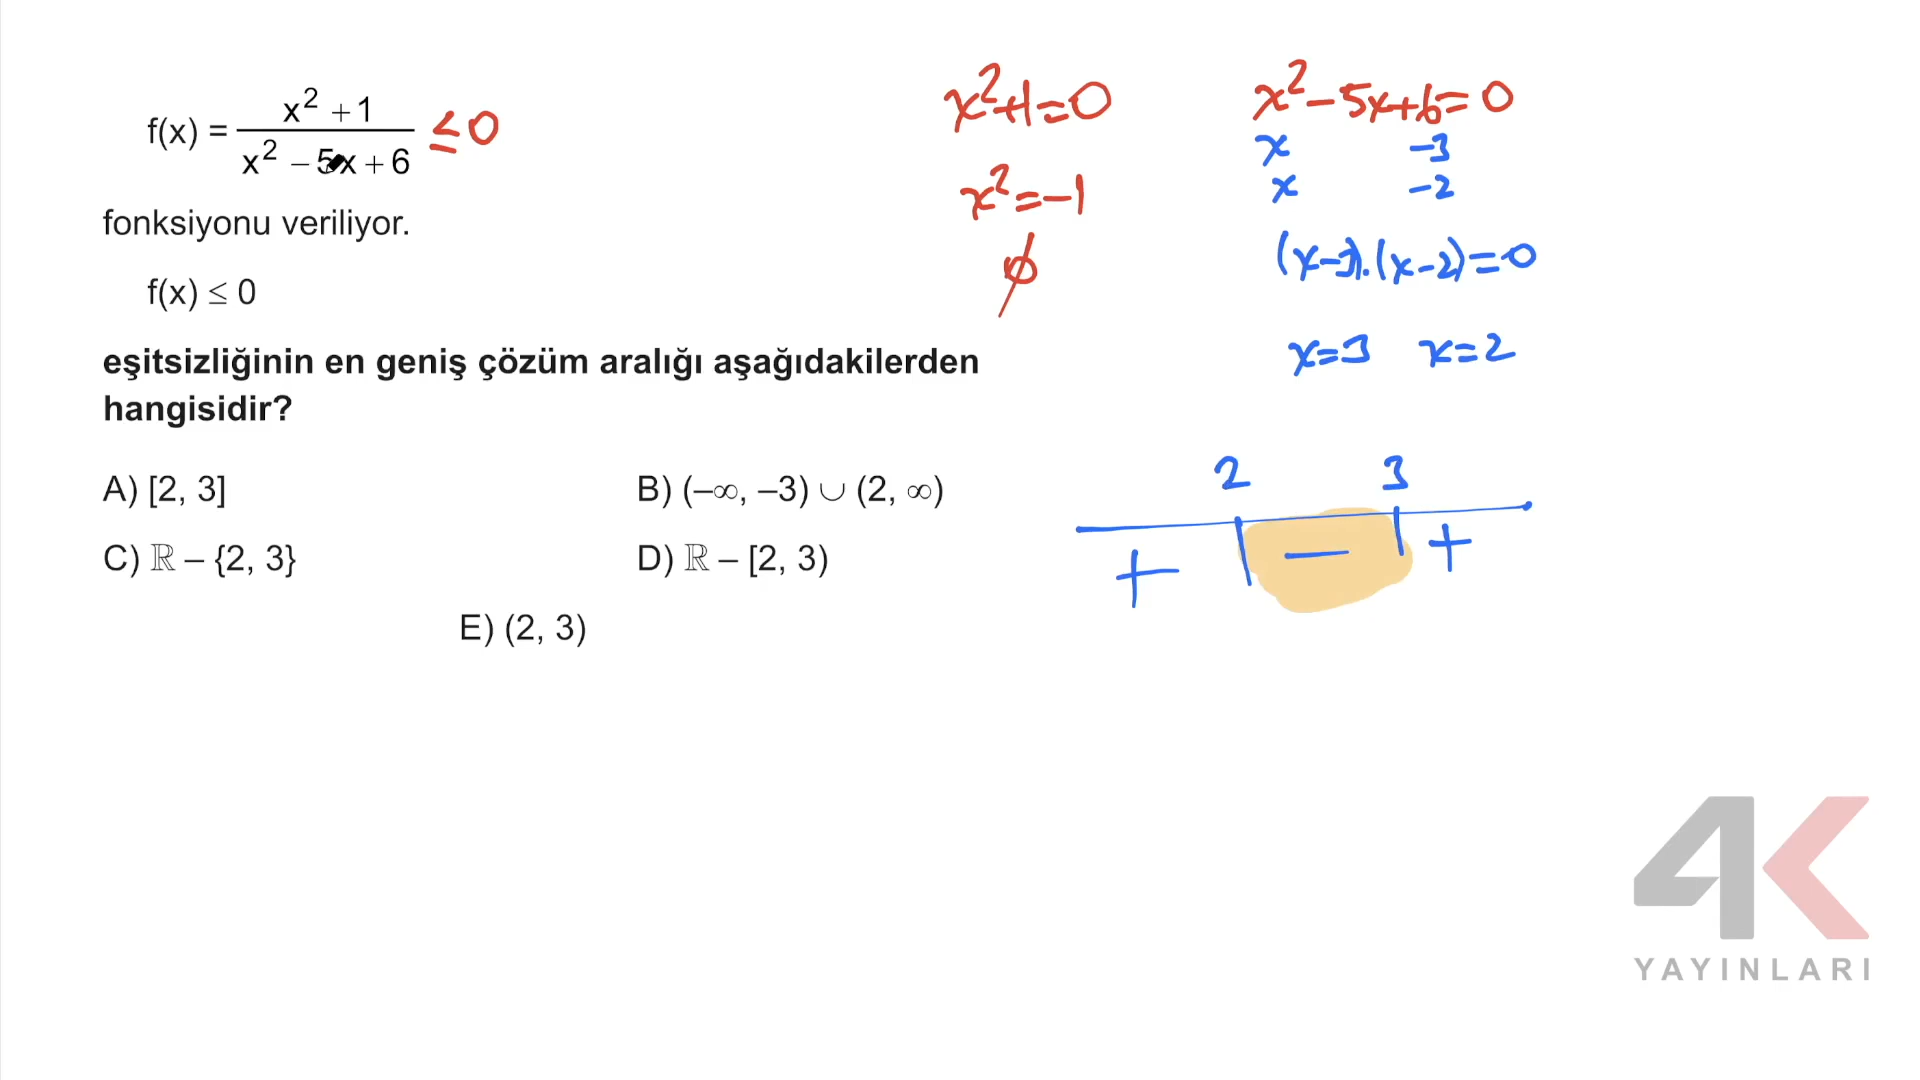 f(x) = x² + 1 / x² – 5x + 6 ≤ 0
fonksiyonu veriliyor.
f(x) ≤ 0
eşitsizliğinin en geniş çözüm aralığı aşağıdakilerden
hangisidir?
A) [2, 3]
B) (–∞, –3) ∪ (2, ∞)
C) ℝ – {2, 3}
D) ℝ – [2, 3)
E) (2, 3)
x²+1=0
x²=-1
∅
x²-5x+6=0
x -3
x -2
(x-3).(x-2)=0
x=3 x=2
2 3
+ − +
4K
YAYINLARI